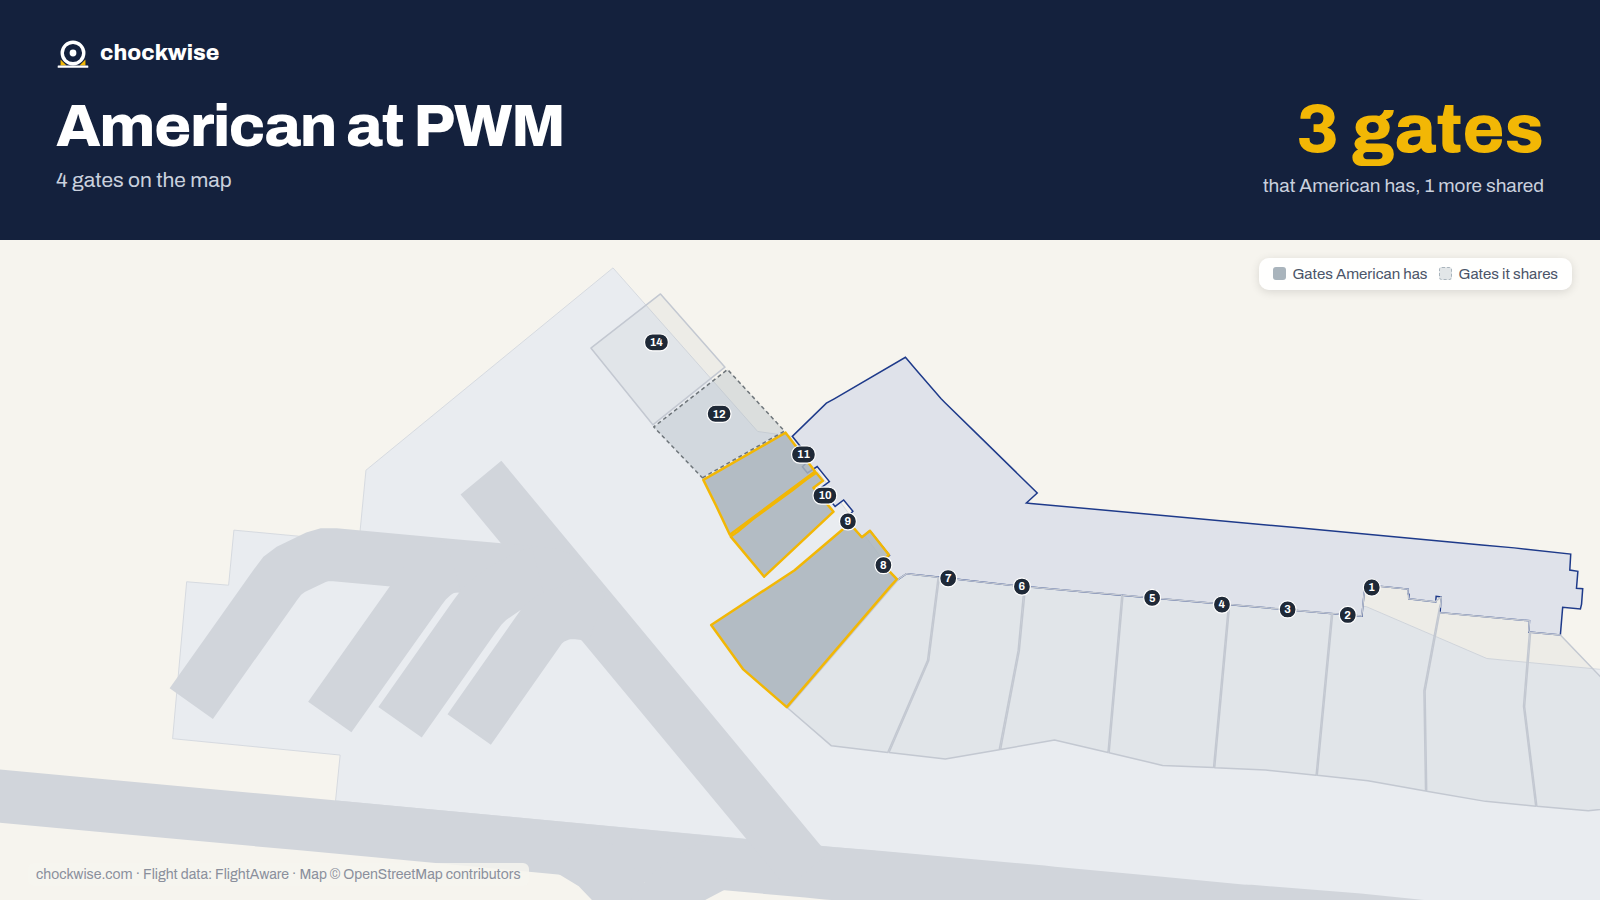 chockwise
American at PWM
4 gates on the map
3 gates
that American has, 1 more shared
Gates American has
Gates it shares
14
12
11
10
9
8
7
6
5
4
3
2
1
chockwise.com · Flight data: FlightAware · Map © OpenStreetMap contributors